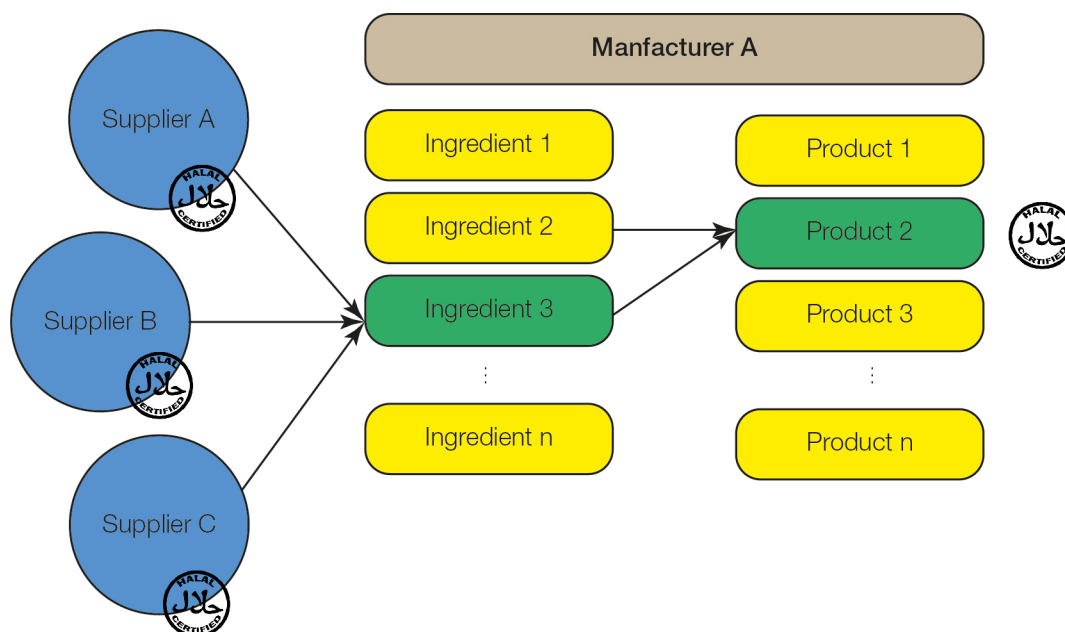 Manfacturer A
Supplier A
HALAL
حلال
CERTIFIED
Supplier B
HALAL
حلال
CERTIFIED
Supplier C
HALAL
حلال
CERTIFIED
Ingredient 1
Ingredient 2
Ingredient 3
⋮
Ingredient n
Product 1
Product 2
HALAL
حلال
CERTIFIED
Product 3
⋮
Product n